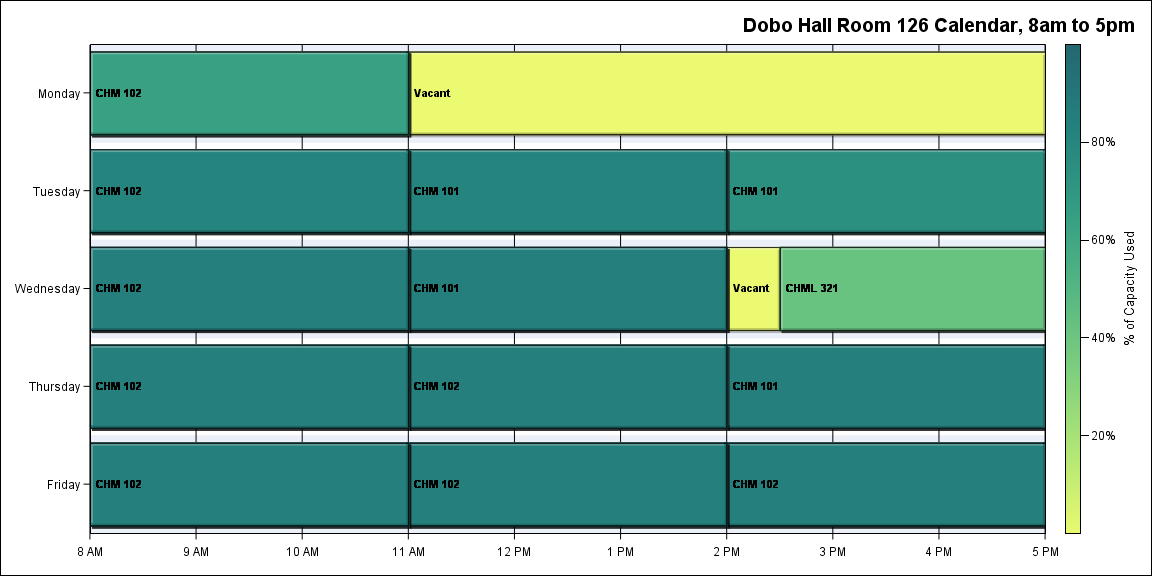 Dobo Hall Room 126 Calendar, 8am to 5pm
Monday
CHM 102
Vacant
Tuesday
CHM 102
CHM 101
CHM 101
Wednesday
CHM 102
CHM 101
Vacant
CHML 321
Thursday
CHM 102
CHM 102
CHM 101
Friday
CHM 102
CHM 102
CHM 102
8 AM
9 AM
10 AM
11 AM
12 PM
1 PM
2 PM
3 PM
4 PM
5 PM
80%
60%
40%
20%
% of Capacity Used